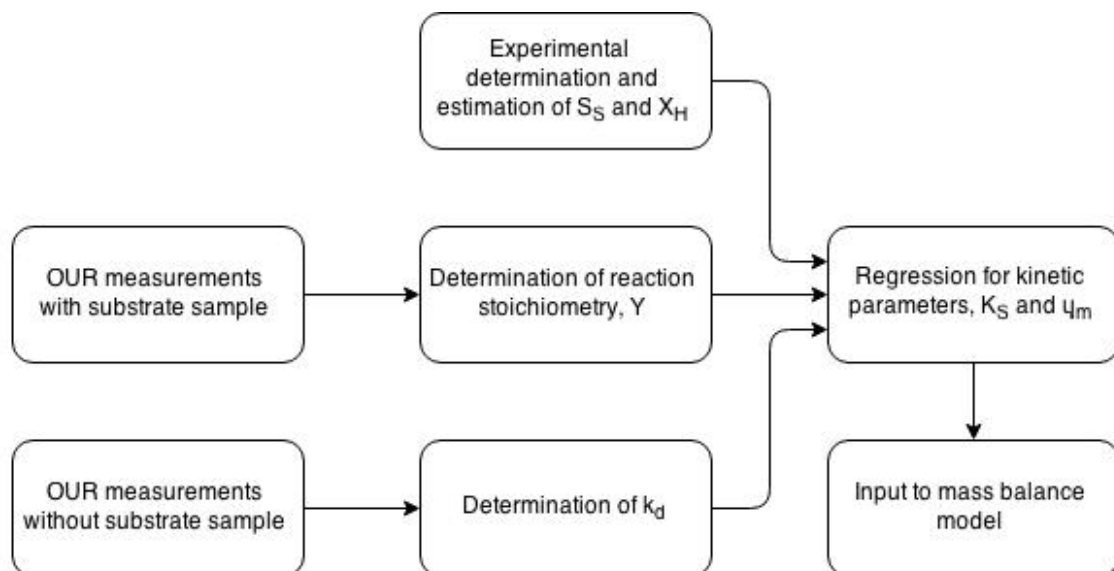 Experimental
determination and
estimation of S_S and X_H
OUR measurements
with substrate sample
Determination of reaction
stoichiometry, Y
Regression for kinetic
parameters, K_S and ɥ_m
OUR measurements
without substrate sample
Determination of k_d
Input to mass balance
model